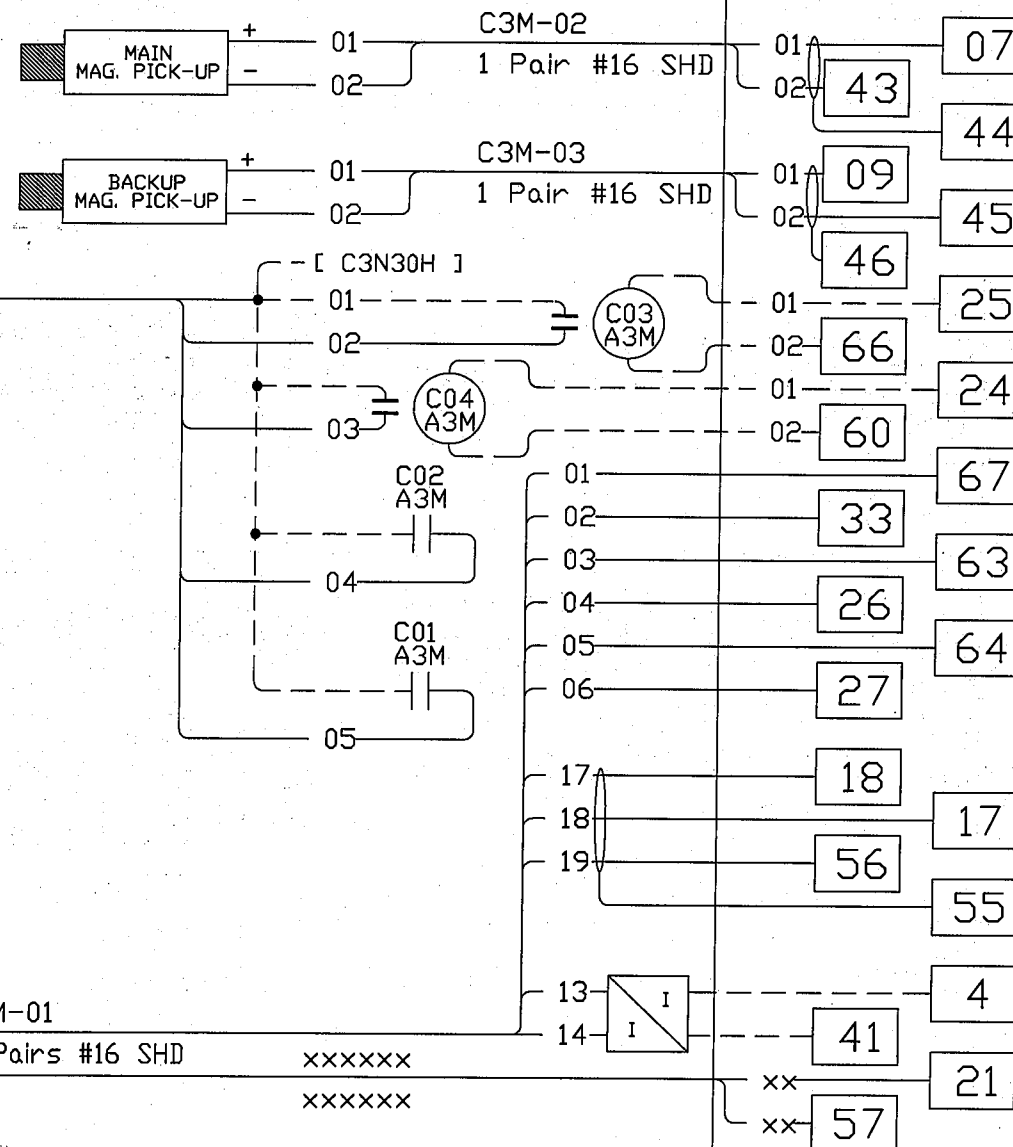 C3M-02
MAIN
MAG. PICK-UP
+ 01 01 07
- 02 1 Pair #16 SHD 02 43
44
C3M-03
BACKUP
MAG. PICK-UP
+ 01 01 09
- 02 1 Pair #16 SHD 02 45
46
[ C3N30H ]
01 C03
A3M 01 25
02 02 66
C04
A3M 01 24
03 02 60
01 67
C02
A3M
02 33
03 63
04
04 26
C01
A3M
05 64
06 27
05
17 18
18 17
19 56
55
13 I 4
M-01
14 I 41
Pairs #16 SHD xxxxxx
xx 21
xxxxxx
xx 57